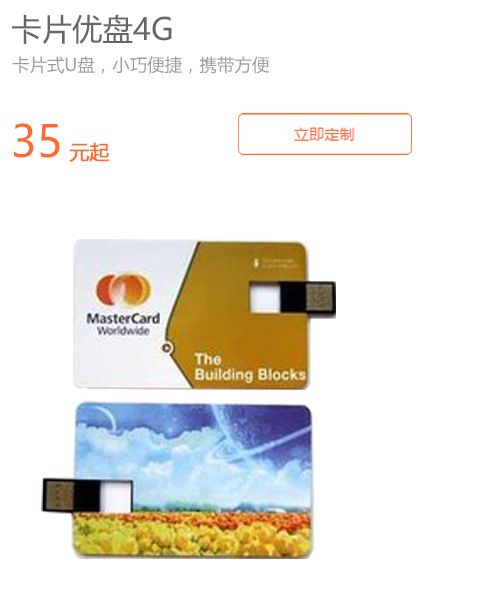 卡片优盘4G
卡片式U盘，小巧便捷，携带方便
35 元起
立即定制
MasterCard
Worldwide
The
Building Blocks